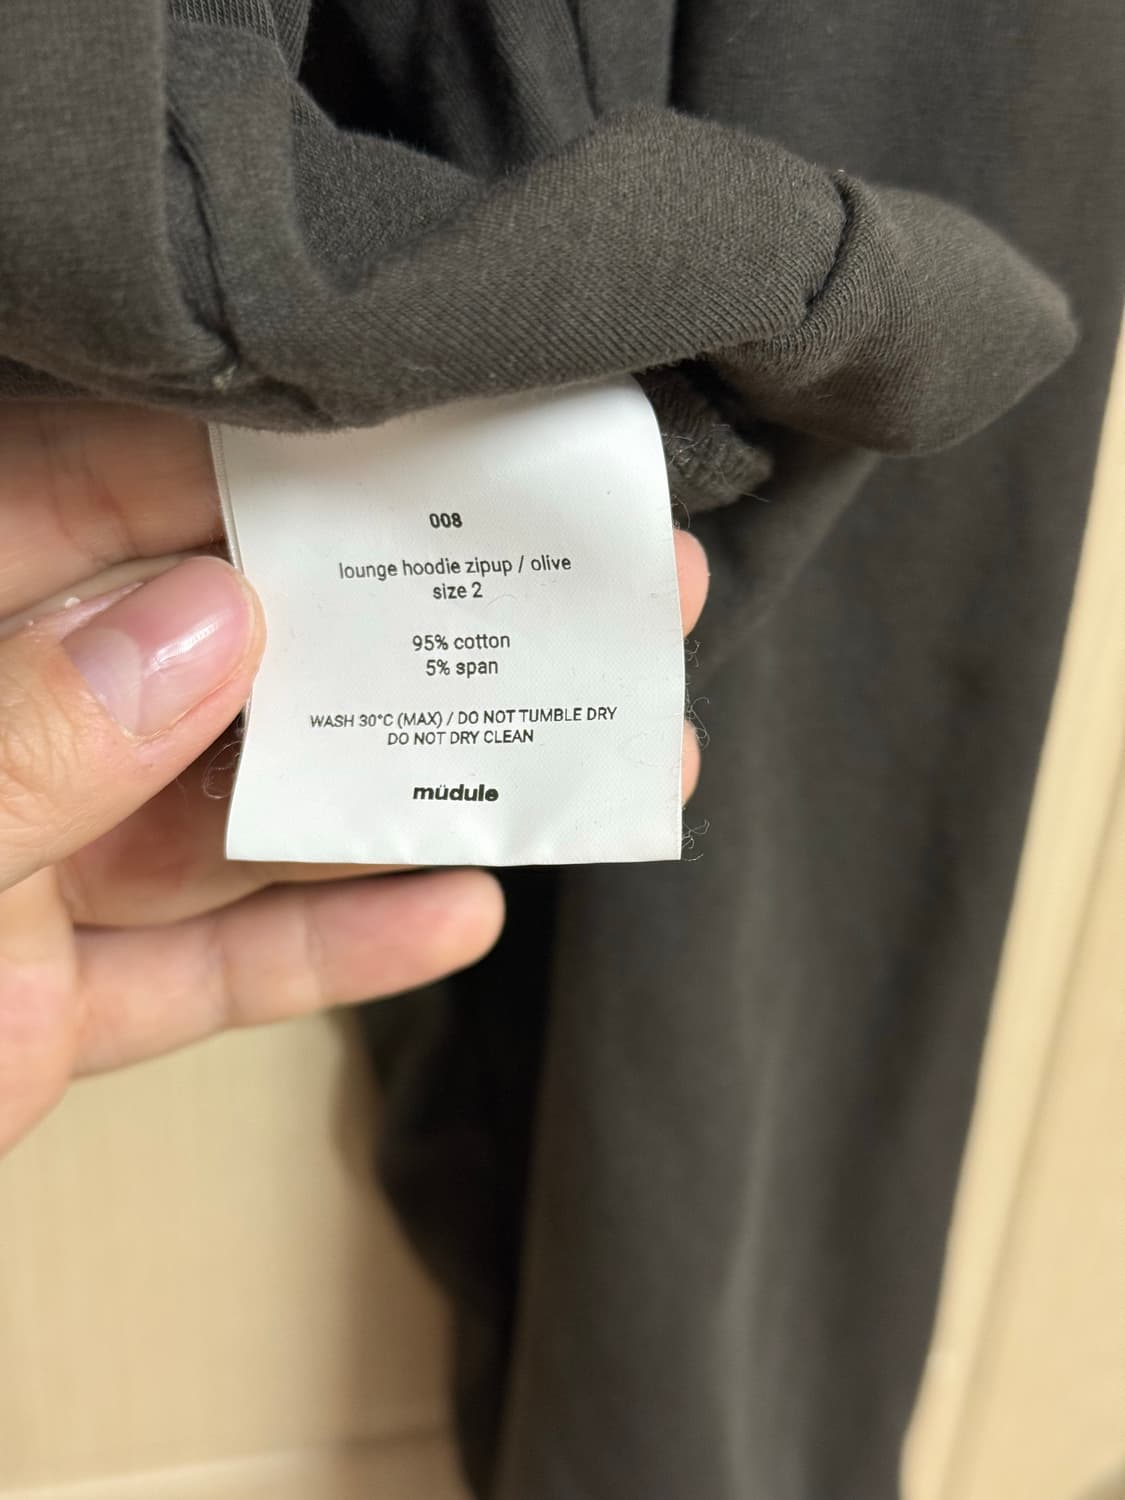 008
lounge hoodie zipup / olive
size 2
95% cotton
5% span
WASH 30°C (MAX) / DO NOT TUMBLE DRY
DO NOT DRY CLEAN
müdule